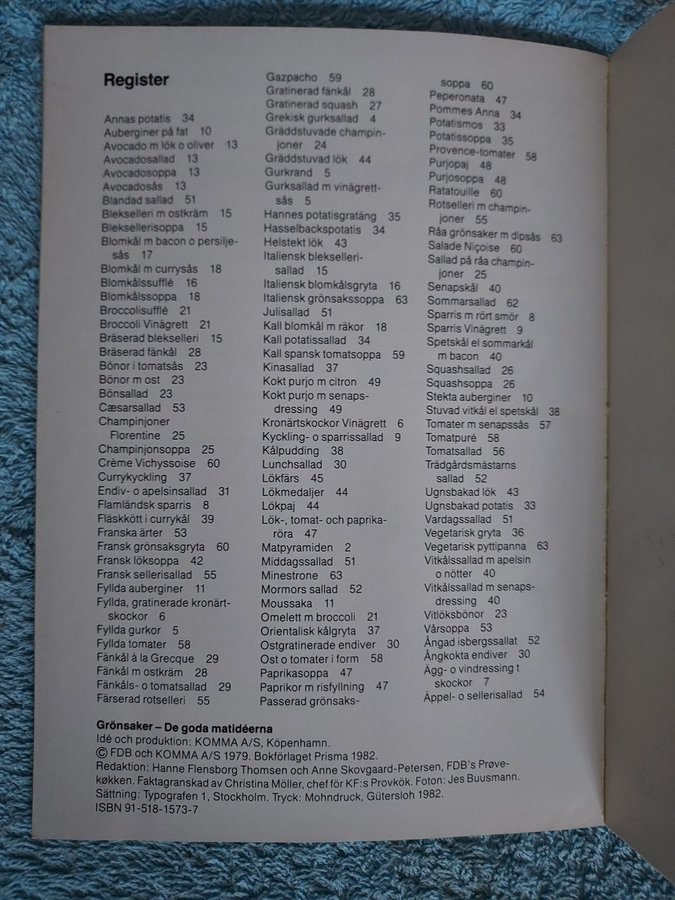 Register
Annas potatis 34
Auberginer på fat 10
Avocado m lök o oliver 13
Avocadosallad 13
Avocadosoppa 13
Avocadosås 13
Blandad sallad 51
Blekselleri m ostkräm 15
Bleksellerisoppa 15
Blomkål m bacon o persilje-
sås 17
Blomkål m currysås 18
Blomkålssufflé 16
Blomkålssoppa 18
Broccolisufflé 21
Broccoli Vinägrett 21
Bräserad blekselleri 15
Bräserad fänkål 28
Bönor i tomatsås 23
Bönor m ost 23
Bönsallad 23
Cæsarsallad 53
Champinjoner
Florentine 25
Champinjonsoppa 25
Crème Vichyssoise 60
Currykyckling 37
Endiv- o apelsinsallad 31
Flamländsk sparris 8
Fläskkött i currykål 39
Franska ärter 53
Fransk grönsaksgryta 60
Fransk löksoppa 42
Fransk sellerisallad 55
Fyllda auberginer 11
Fyllda, gratinerade kronärt-
skockor 6
Fyllda gurkor 5
Fyllda tomater 58
Fänkål à la Grecque 29
Fänkål m ostkräm 28
Fänkåls- o tomatsallad 29
Färserad rotselleri 55
Gazpacho 59
Gratinerad fänkål 28
Gratinerad squash 27
Grekisk gurksallad 4
Gräddstuvade champin-
joner 24
Gräddstuvad lök 44
Gurkrand 5
Gurksallad m vinägrett-
sås 5
Hannes potatisgratäng 35
Hasselbackspotatis 34
Helstekt lök 43
Italiensk blekselleri-
sallad 15
Italiensk blomkålsgryta 16
Italiensk grönsakssoppa 63
Julisallad 51
Kall blomkål m räkor 18
Kall potatissallad 34
Kall spansk tomatsoppa 59
Kinasallad 37
Kokt purjo m citron 49
Kokt purjo m senaps-
dressing 49
Kronärtskockor Vinägrett 6
Kyckling- o sparrissallad 9
Kålpudding 38
Lunchsallad 30
Lökfärs 45
Lökmedaljer 44
Lökpaj 44
Lök-, tomat- och paprika-
röra 47
Matpyramiden 2
Middagssallad 51
Minestrone 63
Mormors sallad 52
Moussaka 11
Omelett m broccoli 21
Orientalisk kålgryta 37
Ostgratinerade endiver 30
Ost o tomater i form 58
Paprikasoppa 47
Paprikor m risfyllning 47
Passerad grönsaks-
soppa 60
Peperonata 47
Pommes Anna 34
Potatismos 33
Potatissoppa 35
Provence-tomater 58
Purjopaj 48
Purjosoppa 48
Ratatouille 60
Rotselleri m champin-
joner 55
Råa grönsaker m dipsås 63
Salade Niçoise 60
Sallad på råa champin-
joner 25
Senapskål 40
Sommarsallad 62
Sparris m rört smör 8
Sparris Vinägrett 9
Spetskål el sommarkål
m bacon 40
Squashsallad 26
Squashsoppa 26
Stekta auberginer 10
Stuvad vitkål el spetskål 38
Tomater m senapssås 57
Tomatpuré 58
Tomatsallad 56
Trädgårdsmästarns
sallad 52
Ugnsbakad lök 43
Ugnsbakad potatis 33
Vardagssallad 51
Vegetarisk gryta 36
Vegetarisk pyttipanna 63
Vitkålssallad m apelsin
o nötter 40
Vitkålssallad m senaps-
dressing 40
Vitlöksbönor 23
Vårsoppa 53
Ångad isbergssallat 52
Ångkokta endiver 30
Ägg- o vindressing t
skockor 7
Äppel- o sellerisallad 54
Grönsaker – De goda matidéerna
Idé och produktion: KOMMA A/S, Köpenhamn.
© FDB och KOMMA A/S 1979. Bokförlaget Prisma 1982.
Redaktion: Hanne Flensborg Thomsen och Anne Skovgaard-Petersen, FDB's Prøve-
køkken. Faktagranskad av Christina Möller, chef för KF:s Provkök. Foton: Jes Buusmann.
Sättning: Typografen 1, Stockholm. Tryck: Mohndruck, Gütersloh 1982.
ISBN 91-518-1573-7